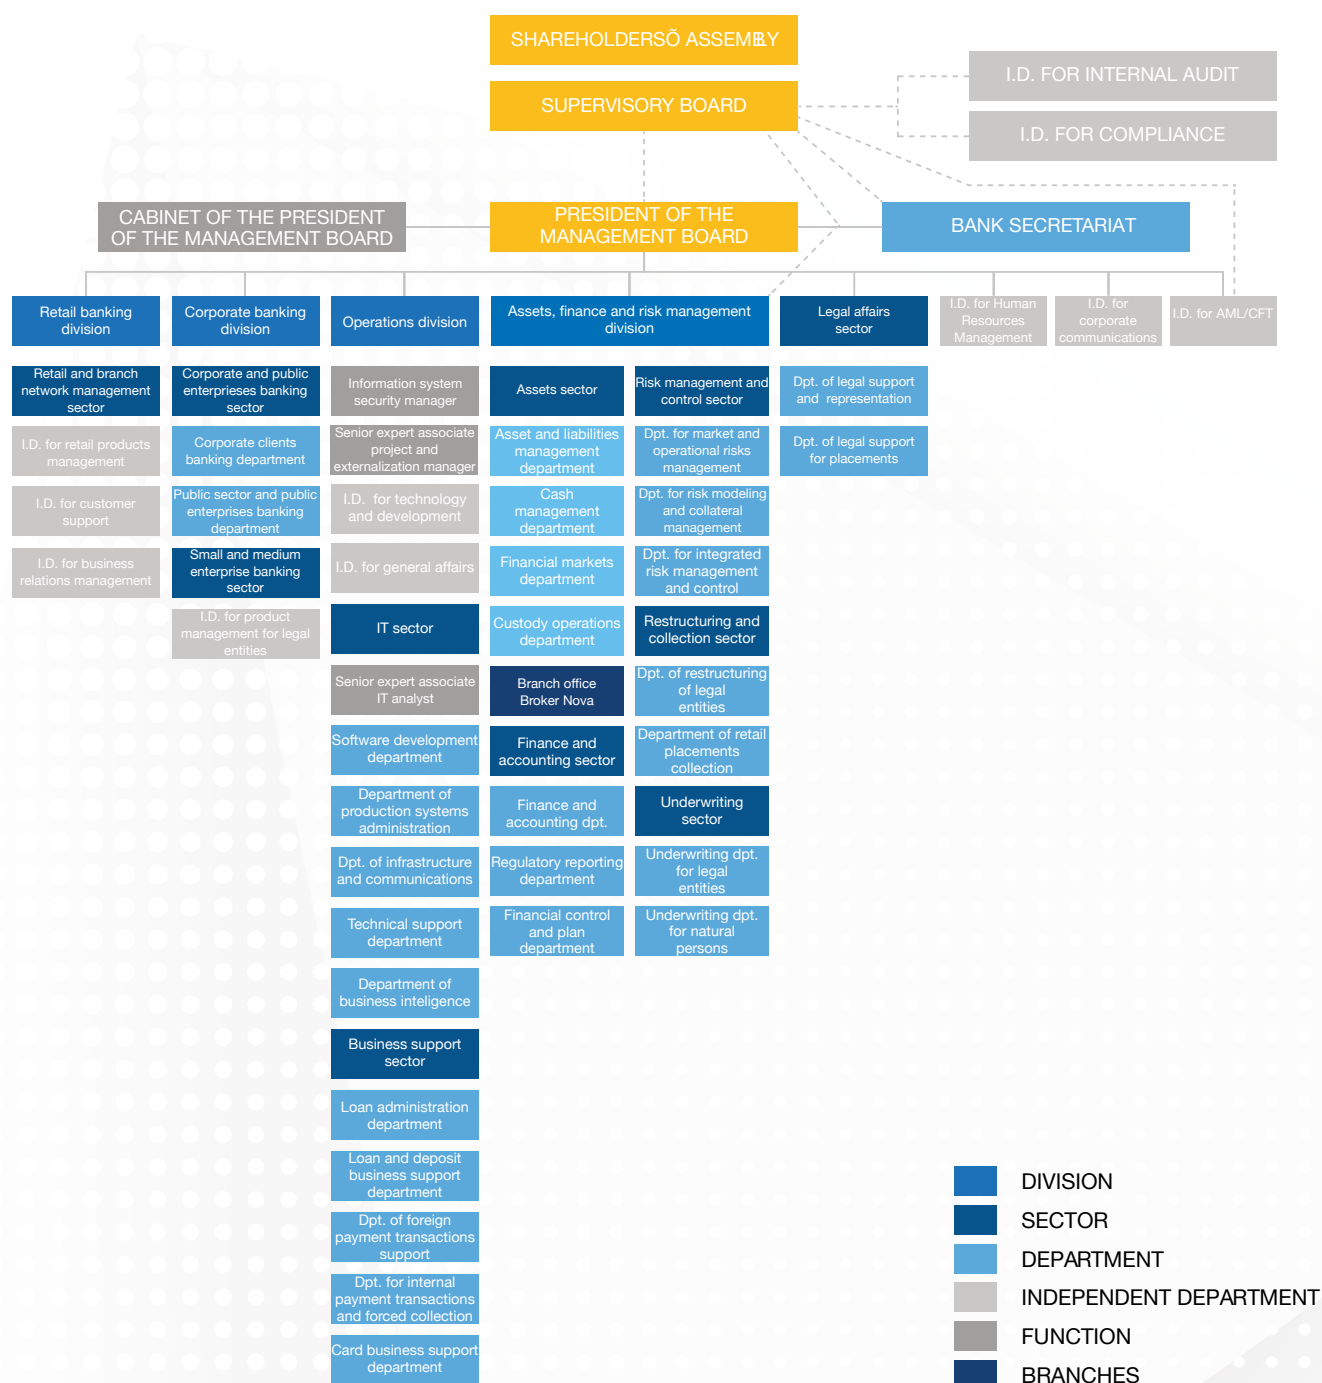 SHAREHOLDERSÕ ASSEMBLY
SUPERVISORY BOARD
I.D. FOR INTERNAL AUDIT
I.D. FOR COMPLIANCE
CABINET OF THE PRESIDENT
OF THE MANAGEMENT BOARD
PRESIDENT OF THE
MANAGEMENT BOARD
BANK SECRETARIAT
Retail banking
division
Corporate banking
division
Operations division
Assets, finance and risk management
division
Legal affairs
sector
I.D. for Human
Resources
Management
I.D. for
corporate
communications
I.D. for AML/CFT
Retail and branch
network management
sector
I.D. for retail products
management
I.D. for customer
support
I.D. for business
relations management
Corporate and public
enterprieses banking
sector
Corporate clients
banking department
Public sector and public
enterprises banking
department
Small and medium
enterprise banking
sector
I.D. for product
management for legal
entities
Information system
security manager
Senior expert associate
project and
externalization manager
I.D. for technology
and development
I.D. for general affairs
IT sector
Senior expert associate
IT analyst
Software development
department
Department of
production systems
administration
Dpt. of infrastructure
and communications
Technical support
department
Department of
business inteligence
Business support
sector
Loan administration
department
Loan and deposit
business support
department
Dpt. of foreign
payment transactions
support
Dpt. for internal
payment transactions
and forced collection
Card business support
department
Assets sector
Asset and liabilities
management
department
Cash
management
department
Financial markets
department
Custody operations
department
Branch office
Broker Nova
Finance and
accounting sector
Finance and
accounting dpt.
Regulatory reporting
department
Financial control
and plan
department
Risk management and
control sector
Dpt. for market and
operational risks
management
Dpt. for risk modeling
and collateral
management
Dpt. for integrated
risk management
and control
Restructuring and
collection sector
Dpt. of restructuring
of legal
entities
Department of retail
placements
collection
Underwriting
sector
Underwriting dpt.
for legal
entities
Underwriting dpt.
for natural
persons
Dpt. of legal support
and representation
Dpt. of legal support
for placements
DIVISION
SECTOR
DEPARTMENT
INDEPENDENT DEPARTMENT
FUNCTION
BRANCHES